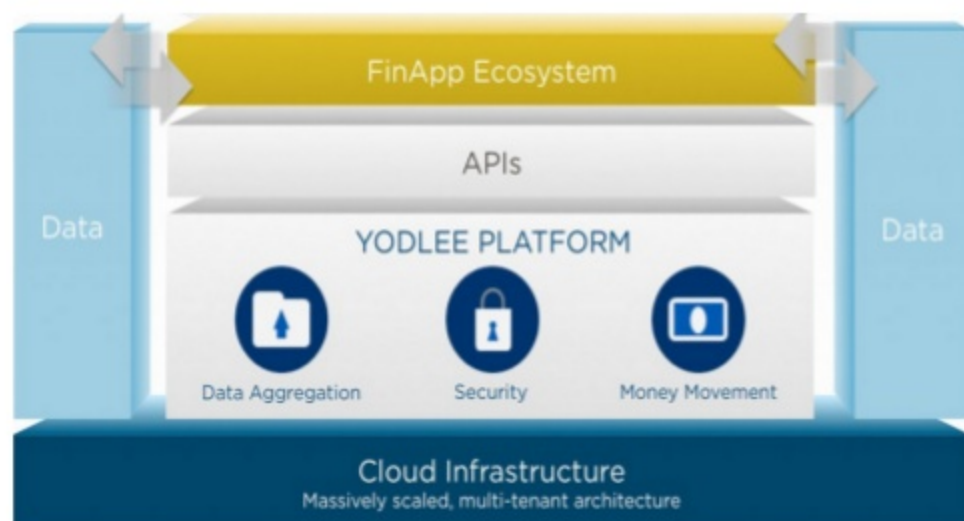 FinApp Ecosystem
APIs
Data
YODLEE PLATFORM
Data
Data Aggregation
Security
Money Movement
Cloud Infrastructure
Massively scaled, multi-tenant architecture